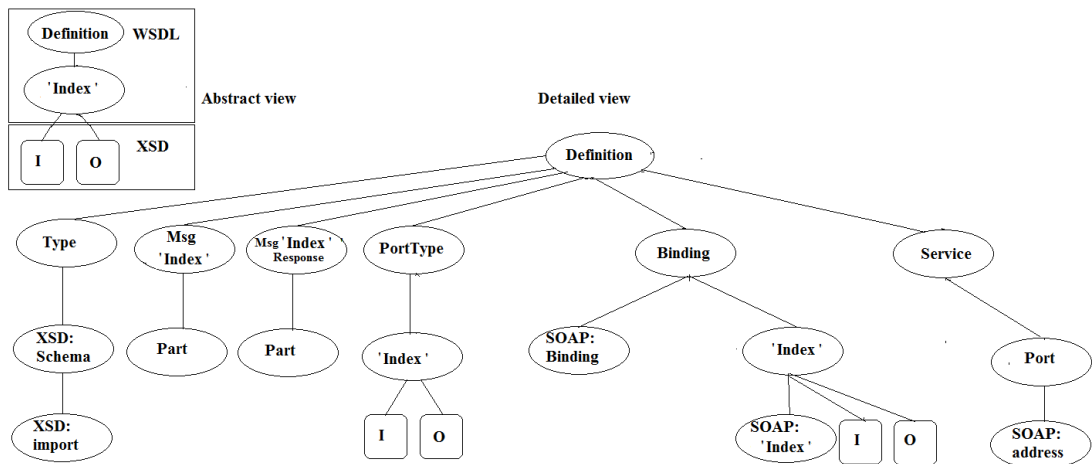 Definition WSDL
'Index'
Abstract view
Detailed view
XSD
I O
Definition
Type
Msg
'Index'
Msg 'Index' '
Response
PortType
Binding
Service
XSD:
Schema
Part
Part
'Index'
SOAP:
Binding
'Index'
Port
XSD:
import
I O
SOAP:
'Index'
I O
SOAP:
address